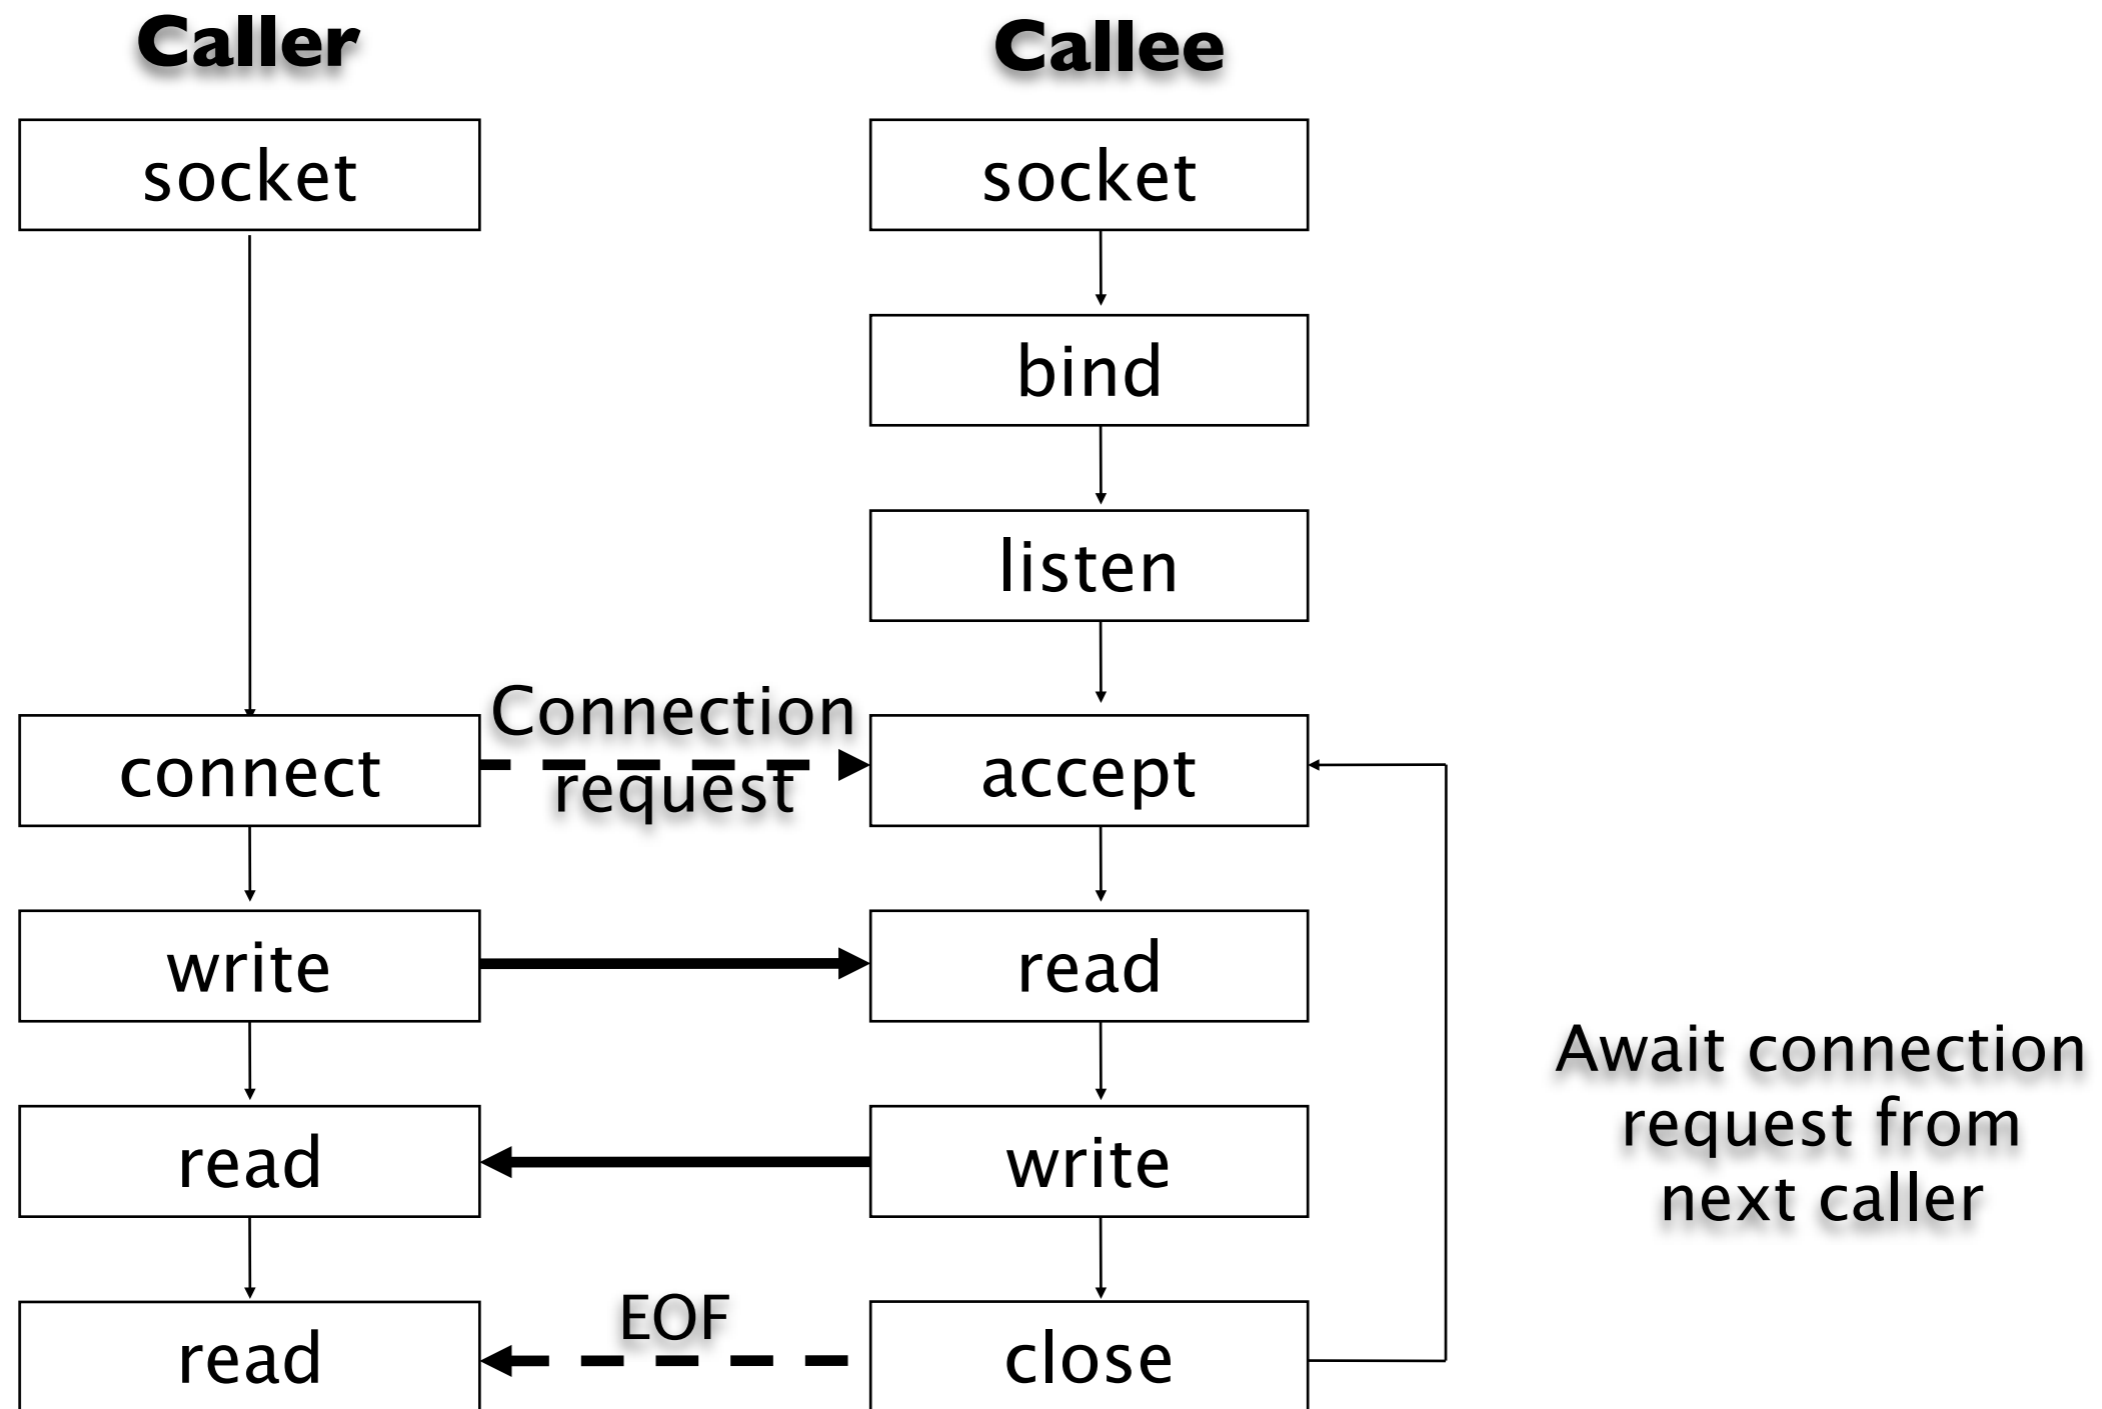 Caller
Callee
socket
socket
bind
listen
Connection
request
connect
accept
write
read
read
write
EOF
read
close
Await connection
request from
next caller